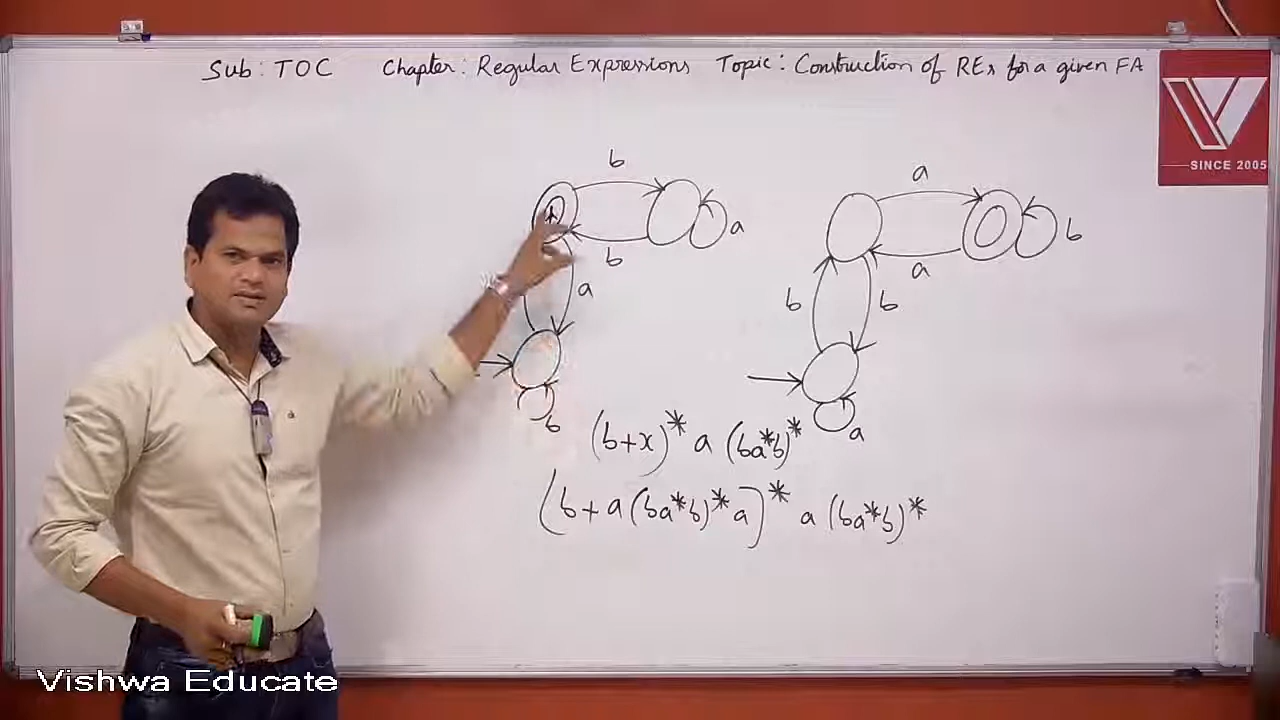 Sub : TOC Chapter : Regular Expressions Topic : Construction of REs for a given FA
SINCE 2005
b
a
b
a
b
a
b
a
b
b
a
(b+x)* a (ba*b)*
(b+a(ba*b)*a)* a (ba*b)*
Vishwa Educate